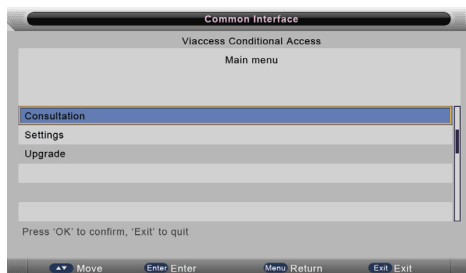 Common Interface
Viaccess Conditional Access
Main menu
Consultation
Settings
Upgrade
Press 'OK' to confirm, 'Exit' to quit
Move Enter Enter Menu Return Exit Exit